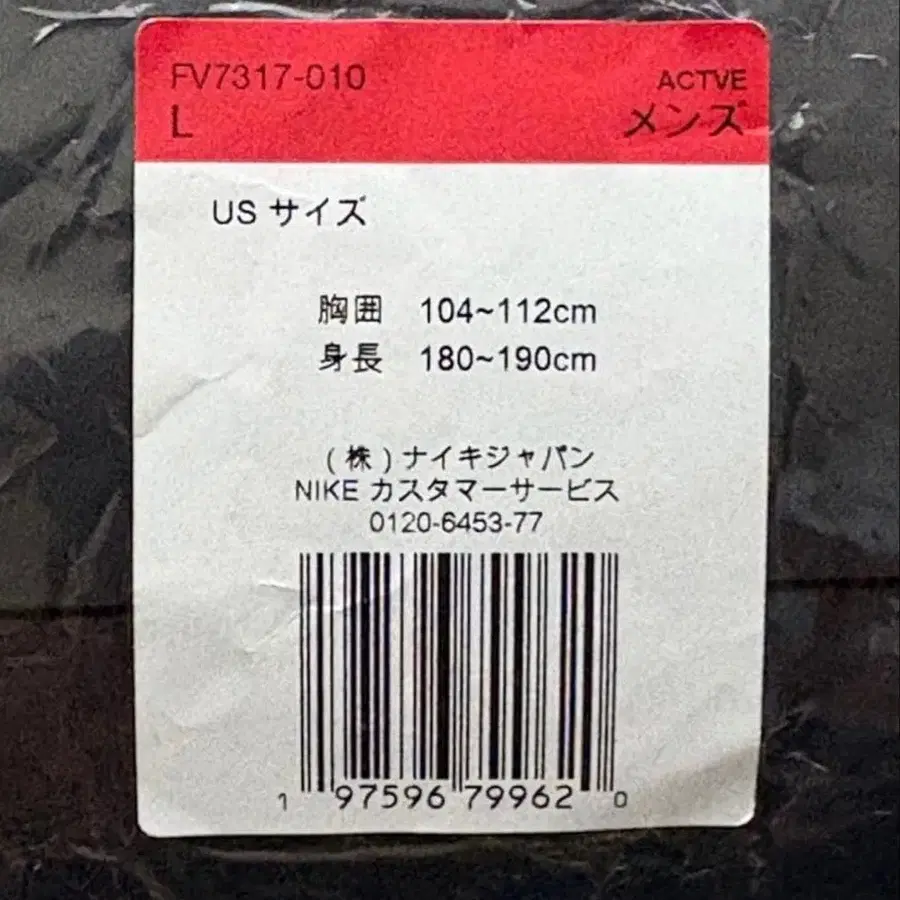 FV7317-010 ACTVE
L メンズ
US サイズ
胸囲 104~112cm
身長 180~190cm
(株)ナイキジャパン
NIKE カスタマーサービス
0120-6453-77
1 97596 79962 0